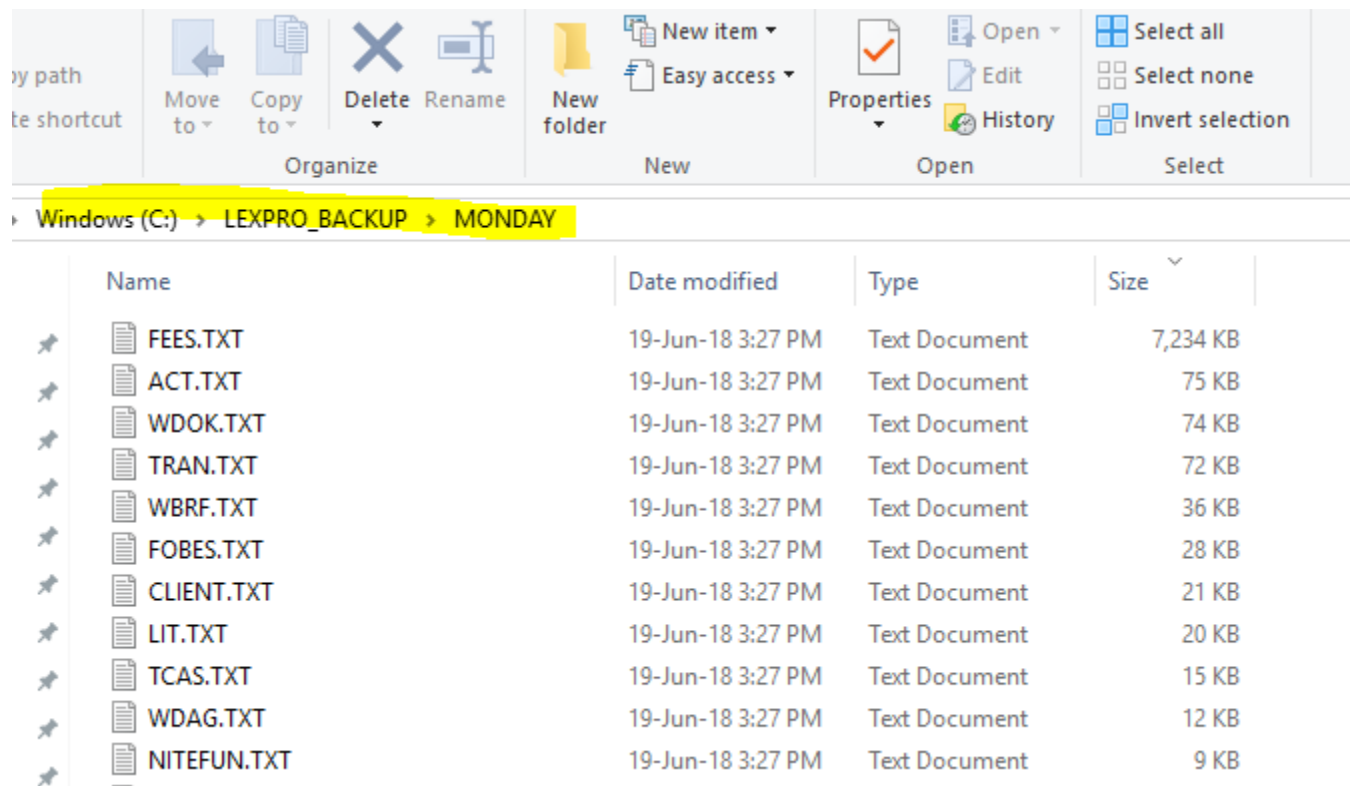 New item
Open
Select all
by path
Easy access
Edit
Select none
Move to
Copy to
Delete
Rename
New folder
Properties
History
Invert selection
te shortcut
Organize
New
Open
Select
Windows (C:) > LEXPRO_BACKUP > MONDAY
Name Date modified Type Size
FEES.TXT 19-Jun-18 3:27 PM Text Document 7,234 KB
ACT.TXT 19-Jun-18 3:27 PM Text Document 75 KB
WDOK.TXT 19-Jun-18 3:27 PM Text Document 74 KB
TRAN.TXT 19-Jun-18 3:27 PM Text Document 72 KB
WBRF.TXT 19-Jun-18 3:27 PM Text Document 36 KB
FOBES.TXT 19-Jun-18 3:27 PM Text Document 28 KB
CLIENT.TXT 19-Jun-18 3:27 PM Text Document 21 KB
LIT.TXT 19-Jun-18 3:27 PM Text Document 20 KB
TCAS.TXT 19-Jun-18 3:27 PM Text Document 15 KB
WDAG.TXT 19-Jun-18 3:27 PM Text Document 12 KB
NITEFUN.TXT 19-Jun-18 3:27 PM Text Document 9 KB